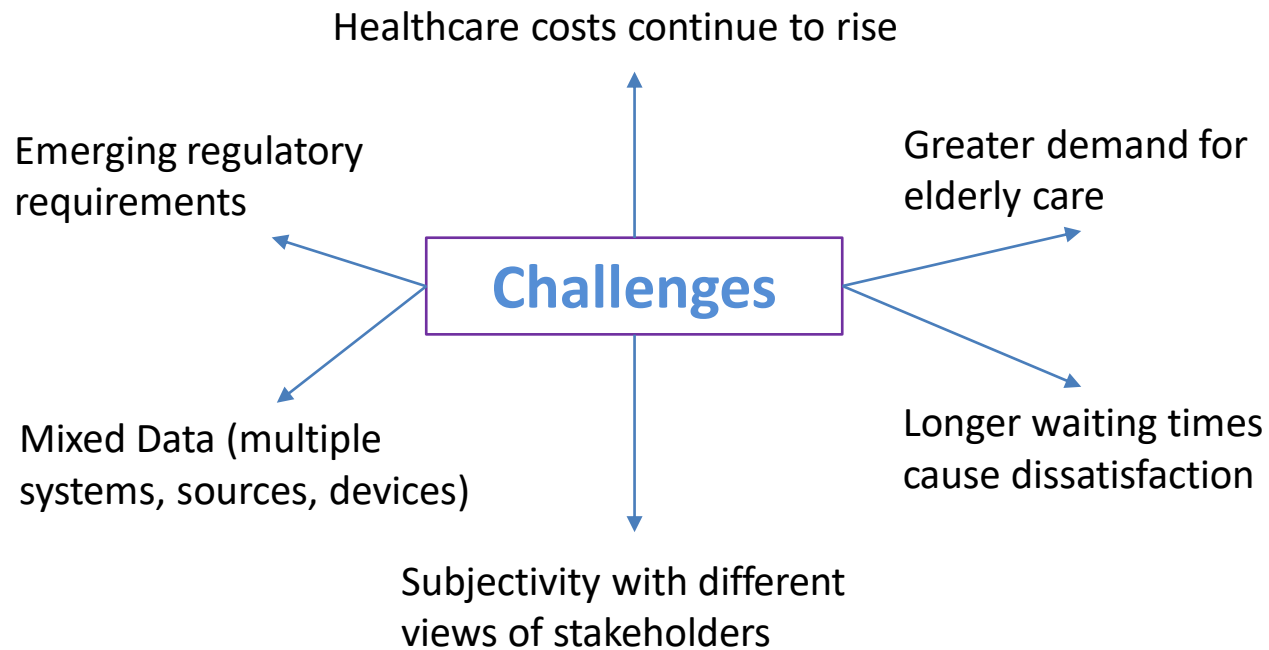 Healthcare costs continue to rise
Emerging regulatory
requirements
Greater demand for
elderly care
Challenges
Mixed Data (multiple
systems, sources, devices)
Longer waiting times
cause dissatisfaction
Subjectivity with different
views of stakeholders